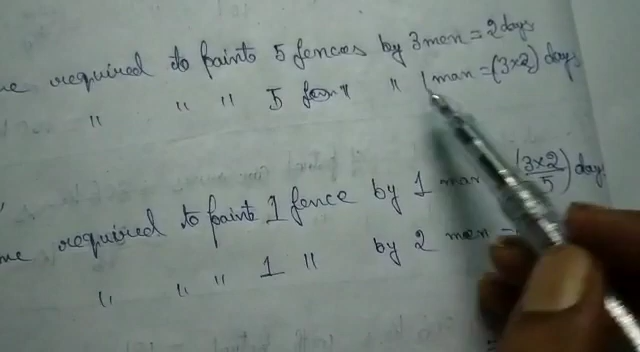 required to paint 5 fences by 3 men = 2 days
" " " 5 " " 1 man = (3×2) days
required to paint 1 fence by 1 man (3×2/5) days
" " " 1 " by 2 men =